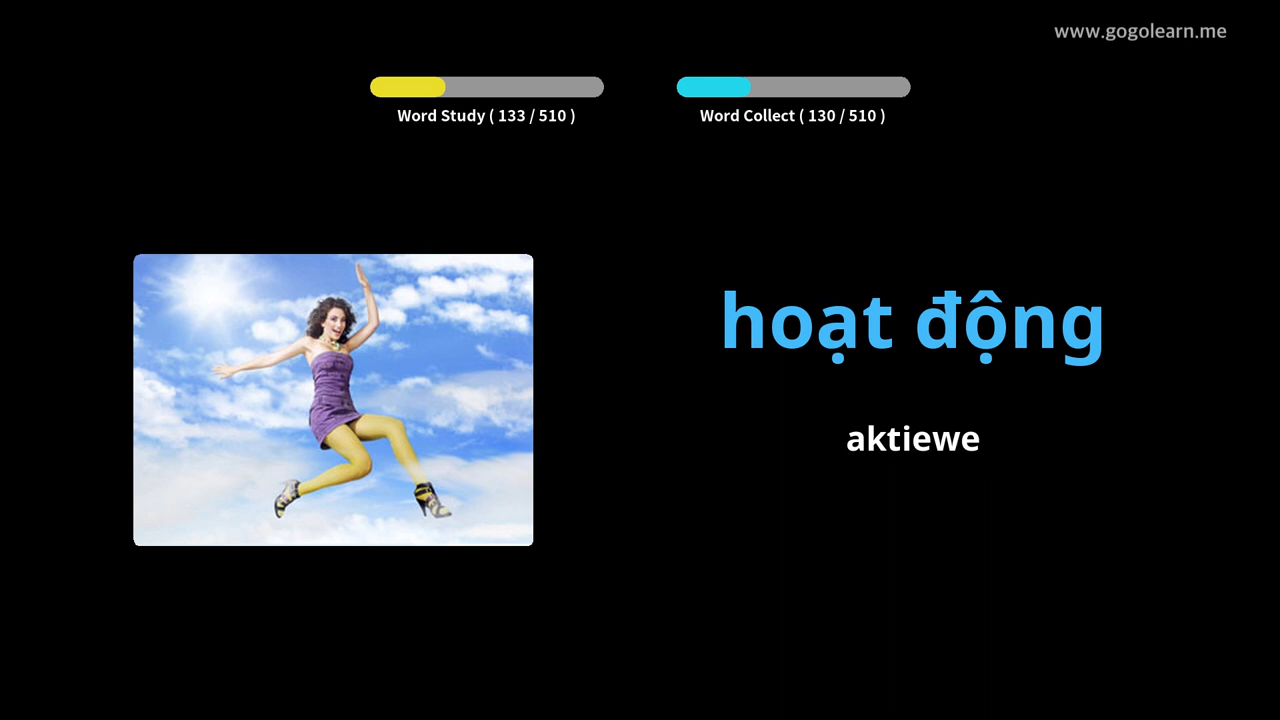 www.gogolearn.me
Word Study ( 133 / 510 )
Word Collect ( 130 / 510 )
hoạt động
aktiewe